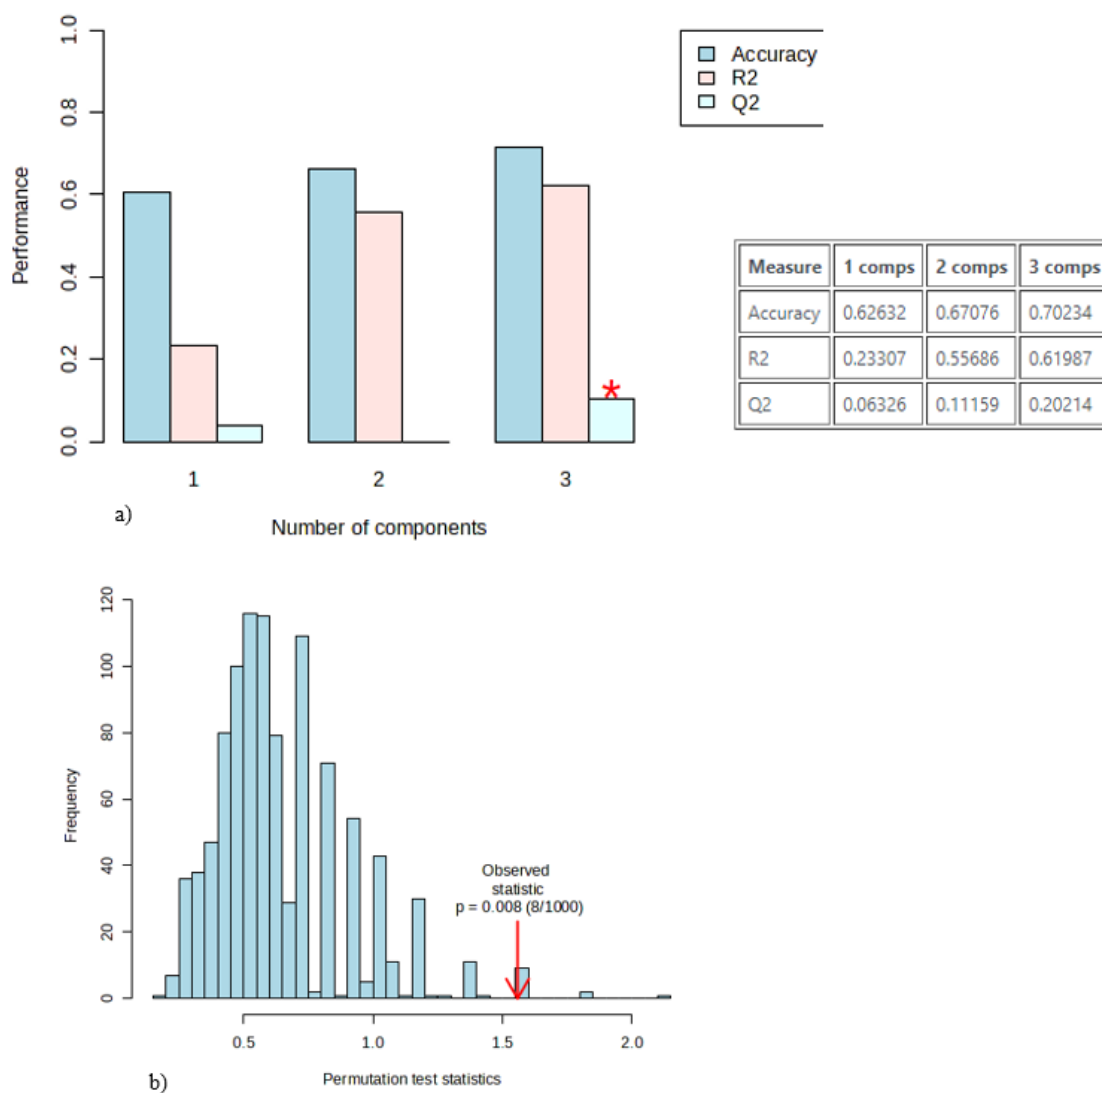 1.0
0.8
0.6
0.4
0.2
0.0
Performance
1 2 3
Number of components
a)
Accuracy
R2
Q2
*
Measure 1 comps 2 comps 3 comps
Accuracy 0.62632 0.67076 0.70234
R2 0.23307 0.55686 0.61987
Q2 0.06326 0.11159 0.20214
120
100
80
60
40
20
0
Frequency
Observed
statistic
p = 0.008 (8/1000)
0.5 1.0 1.5 2.0
Permutation test statistics
b)